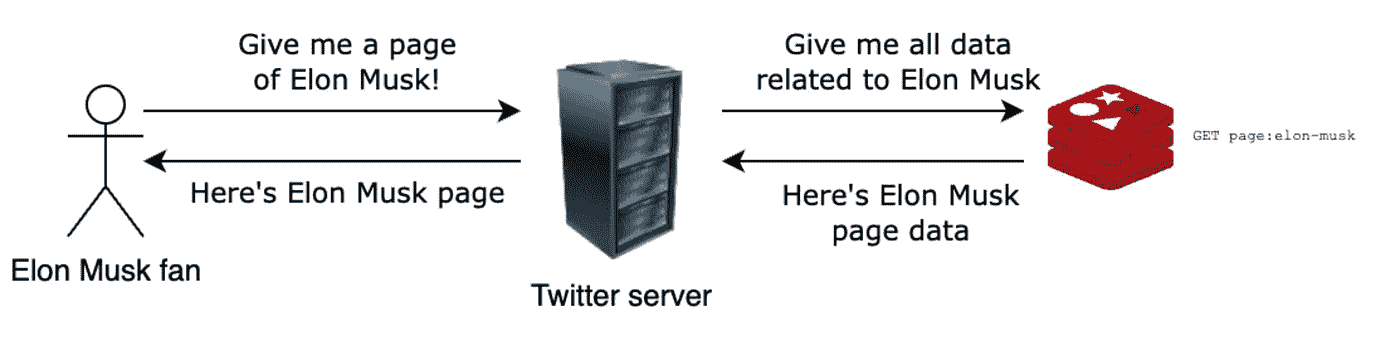 Give me a page
of Elon Musk!
Here's Elon Musk page
Elon Musk fan
Twitter server
Give me all data
related to Elon Musk
Here's Elon Musk
page data
GET page:elon-musk